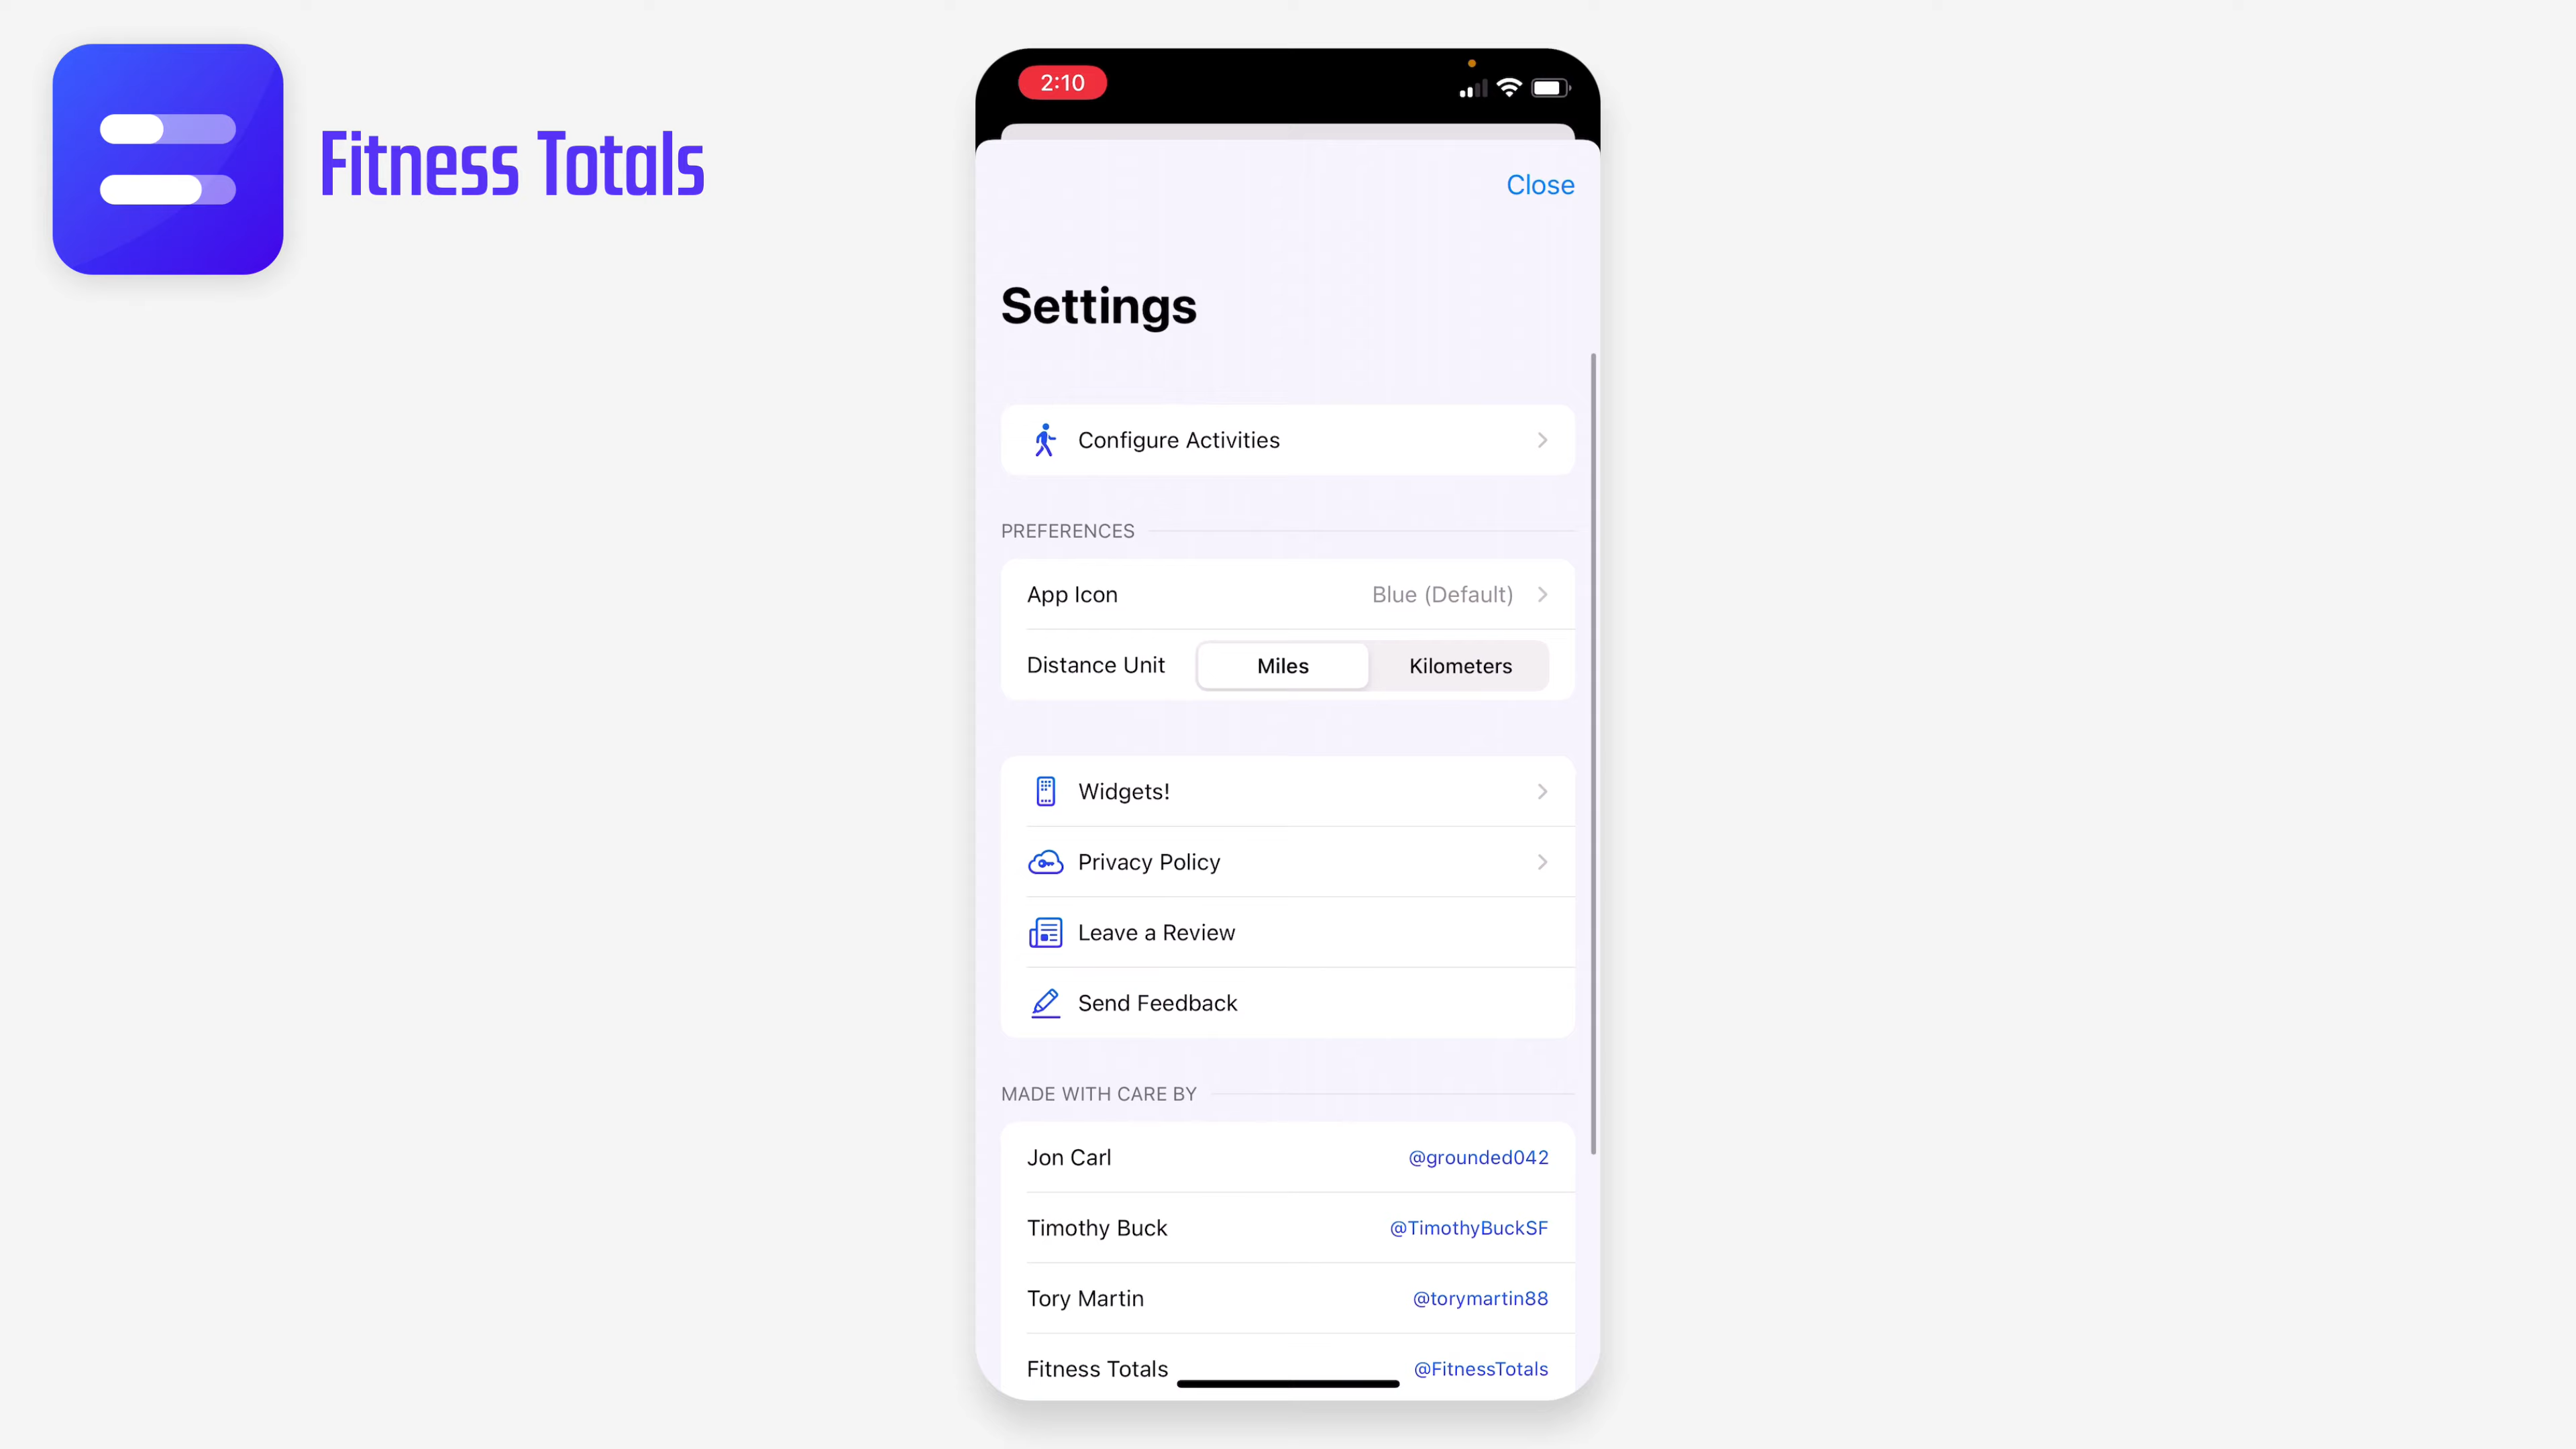 Fitness Totals
2:10
Close
Settings
Configure Activities
PREFERENCES
App Icon Blue (Default)
Distance Unit Miles Kilometers
Widgets!
Privacy Policy
Leave a Review
Send Feedback
MADE WITH CARE BY
Jon Carl @grounded042
Timothy Buck @TimothyBuckSF
Tory Martin @torymartin88
Fitness Totals @FitnessTotals